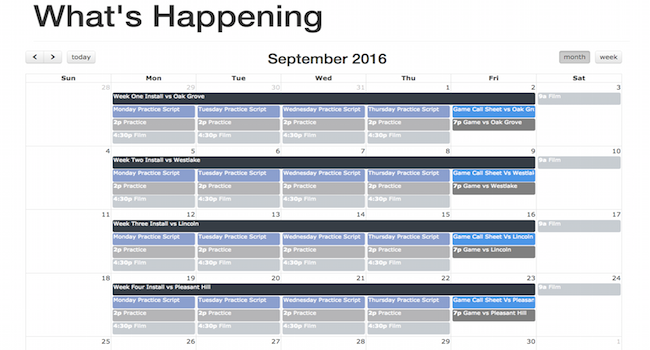 What's Happening
< > today September 2016 month week
Sun Mon Tue Wed Thu Fri Sat
28 29 30 31 1 2 3
Week One Install vs Oak Grove 9a Film
Monday Practice Script Tuesday Practice Script Wednesday Practice Script Thursday Practice Script Game Call Sheet vs Oak Gr
2p Practice 2p Practice 2p Practice 2p Practice 7p Game vs Oak Grove
4:30p Film 4:30p Film 4:30p Film 4:30p Film
4 5 6 7 8 9 10
Week Two Install vs Westlake 9a Film
Monday Practice Script Tuesday Practice Script Wednesday Practice Script Thursday Practice Script Game Call Sheet Vs Westlal
2p Practice 2p Practice 2p Practice 2p Practice 7p Game vs Westlake
4:30p Film 4:30p Film 4:30p Film 4:30p Film
11 12 13 14 15 16 17
Week Three Install vs Lincoln 9a Film
Monday Practice Script Tuesday Practice Script Wednesday Practice Script Thursday Practice Script Game Call Sheet Vs Lincoln
2p Practice 2p Practice 2p Practice 2p Practice 7p Game vs Lincoln
4:30p Film 4:30p Film 4:30p Film 4:30p Film
18 19 20 21 22 23 24
Week Four Install vs Pleasant Hill 9a Film
Monday Practice Script Tuesday Practice Script Wednesday Practice Script Thursday Practice Script Game Call Sheet Vs Pleasan
2p Practice 2p Practice 2p Practice 2p Practice 7p Game vs Pleasant Hill
4:30p Film 4:30p Film 4:30p Film 4:30p Film
25 26 27 28 29 30 1